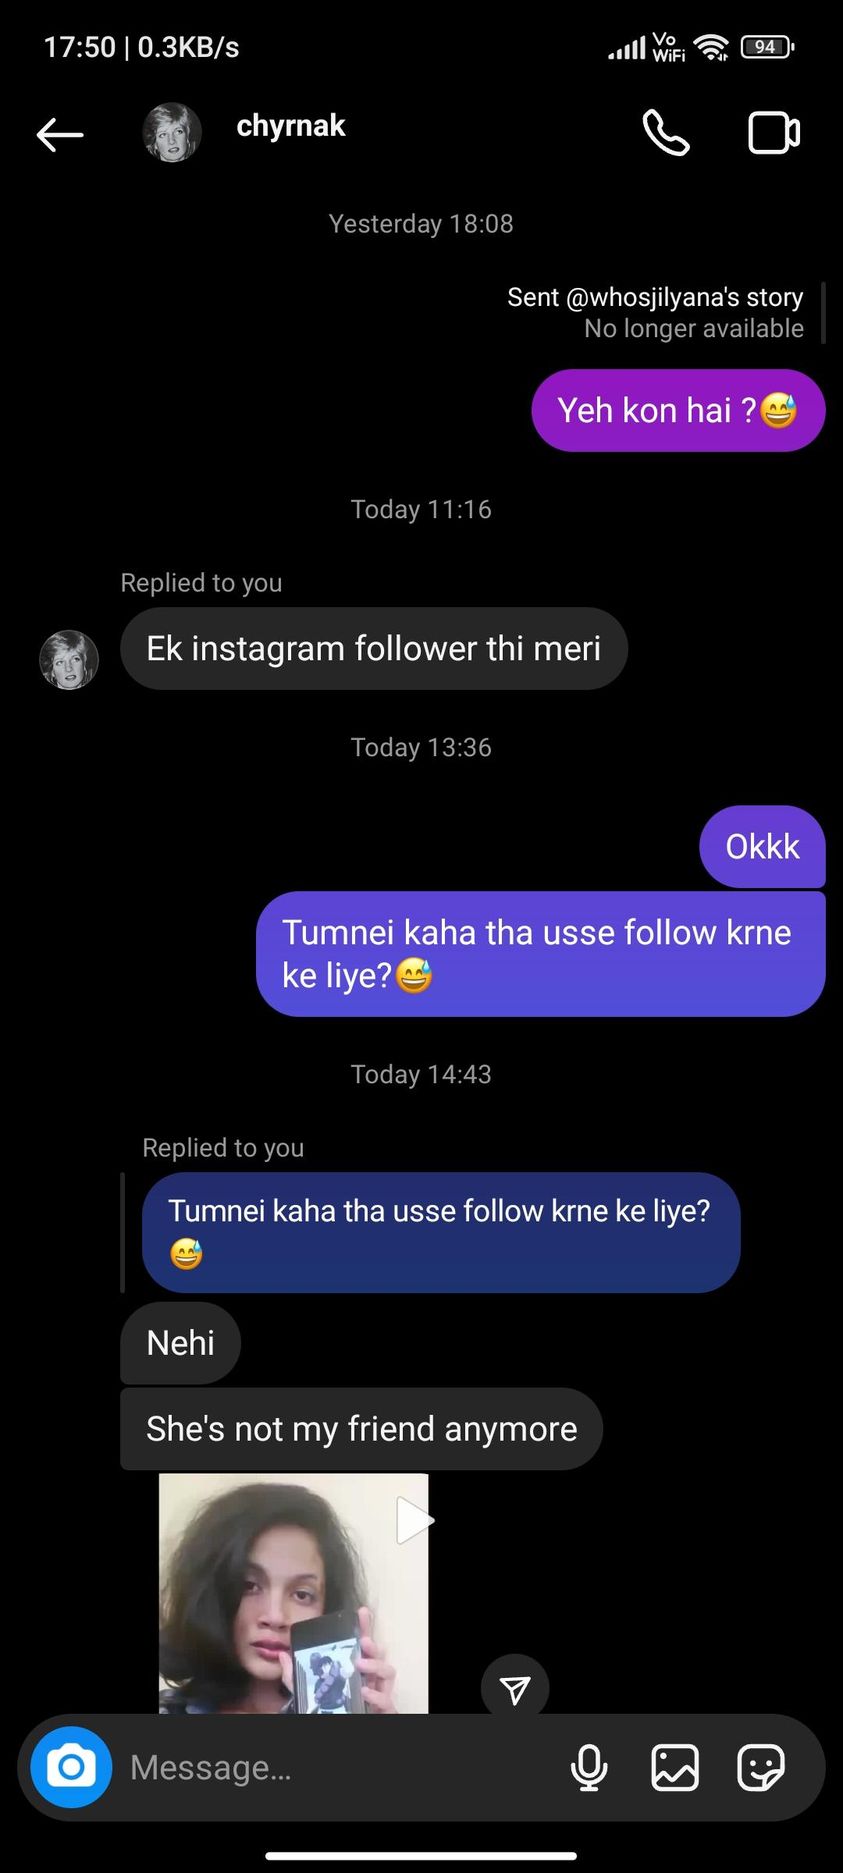 17:50 | 0.3KB/s
Vo
WiFi
94
chyrnak
Yesterday 18:08
Sent @whosjilyana's story
No longer available
Yeh kon hai ?😅
Today 11:16
Replied to you
Ek instagram follower thi meri
Today 13:36
Okkk
Tumnei kaha tha usse follow krne
ke liye?😅
Today 14:43
Replied to you
Tumnei kaha tha usse follow krne ke liye?
😅
Nehi
She's not my friend anymore
Message...